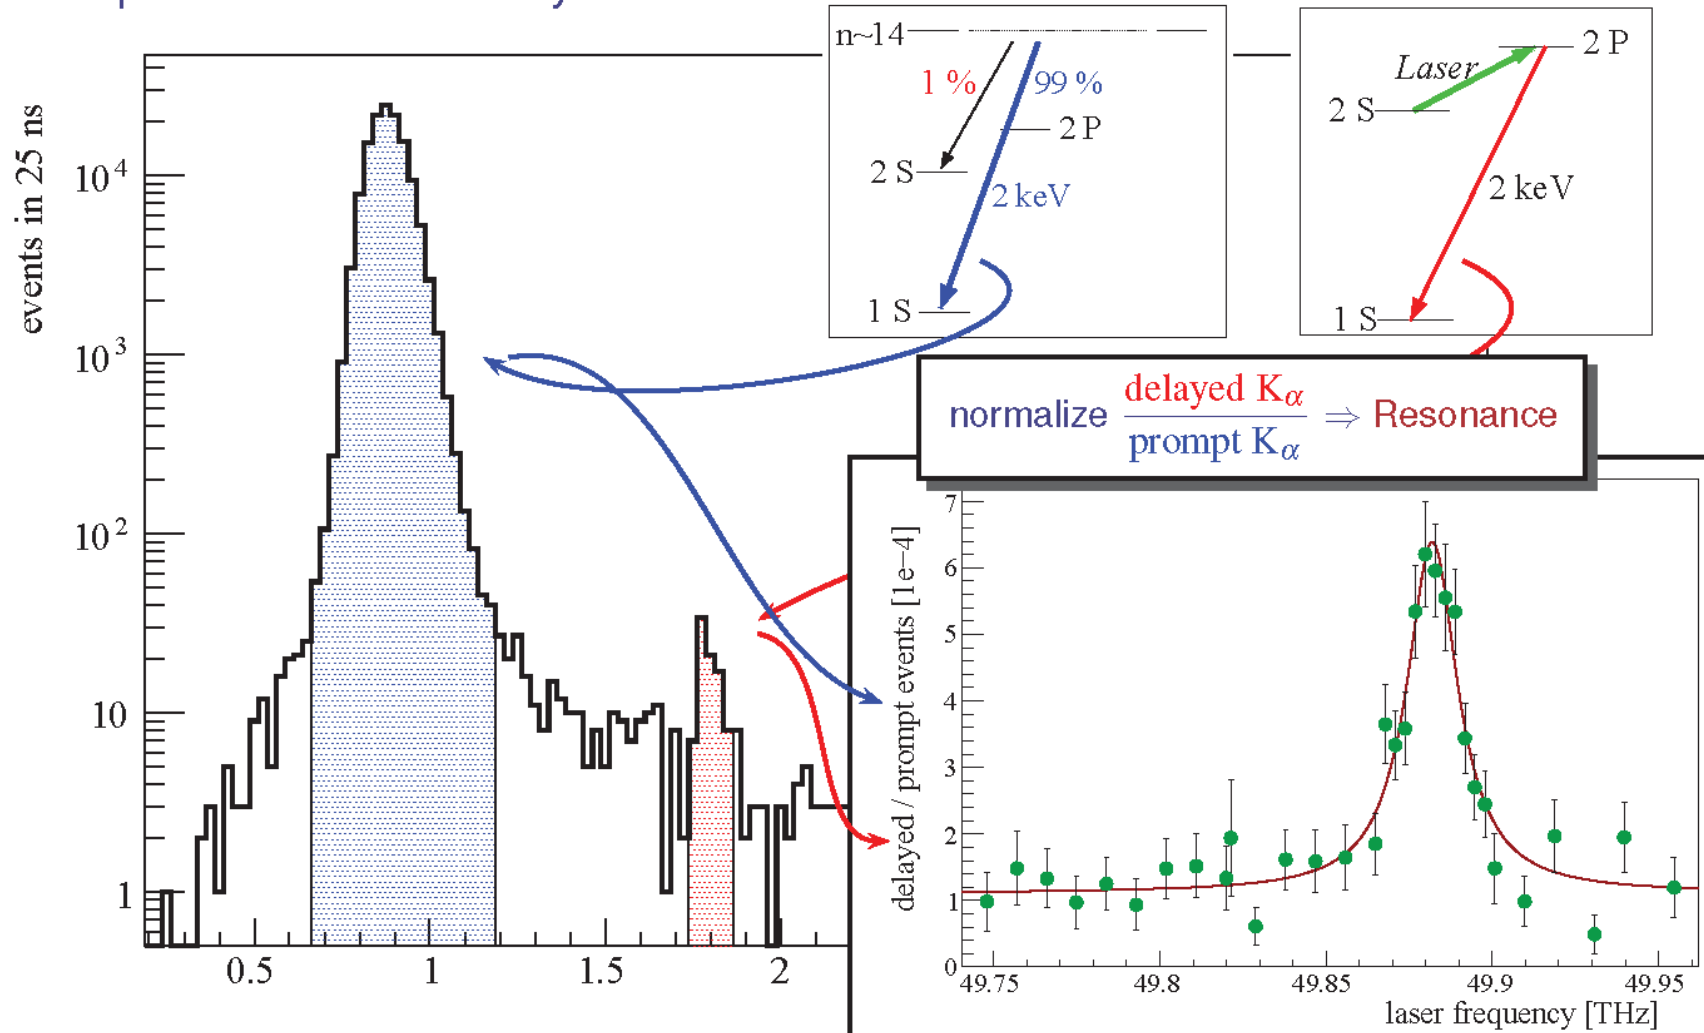 n~14
1 %
99 %
2 P
2 S
2 keV
1 S
2 P
Laser
2 S
2 keV
1 S
normalize delayed Kα / prompt Kα ⇒ Resonance
events in 25 ns
10⁴
10³
10²
10
1
0.5 1 1.5 2
delayed / prompt events [1e−4]
7
6
5
4
3
2
1
0
49.75 49.8 49.85 49.9 49.95
laser frequency [THz]